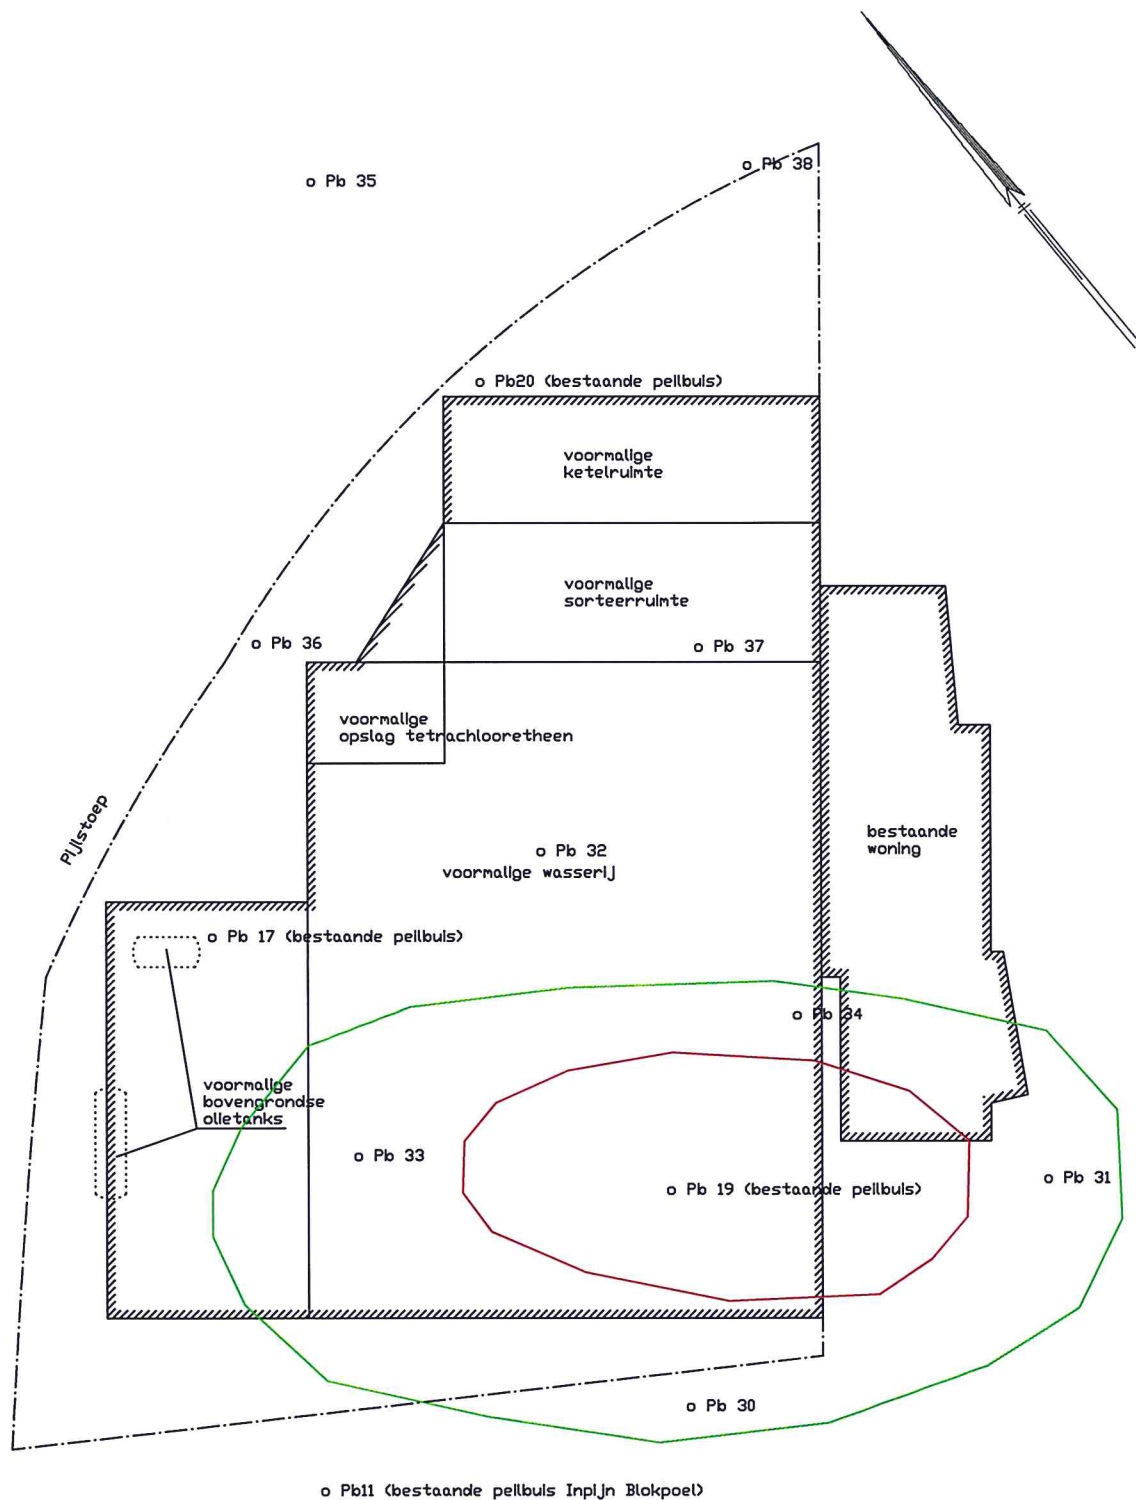 Pb 38
Pb 35
Pb20 (bestaande peilbuis)
voormalige
ketelruimte
voormalige
sorteerruimte
Pb 36
Pb 37
voormalige
opslag tetrachlooretheen
Pijlstoep
bestaande
woning
Pb 32
voormalige wasserij
Pb 17 (bestaande peilbuis)
Pb 34
voormalige
bovengrondse
olietanks
Pb 33
Pb 31
Pb 19 (bestaande peilbuis)
Pb 30
Pb11 (bestaande peilbuis Inpijn Blokpoel)